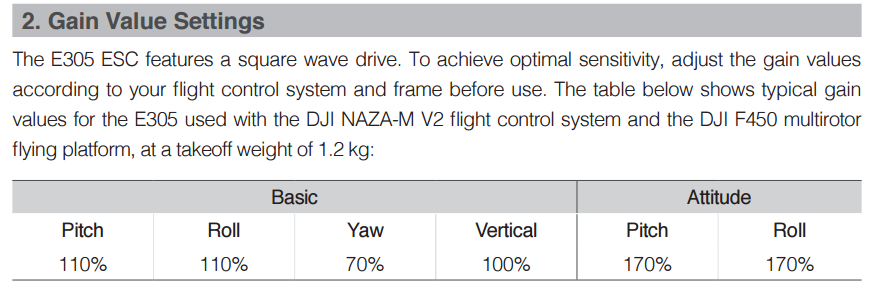 2. Gain Value Settings
The E305 ESC features a square wave drive. To achieve optimal sensitivity, adjust the gain values
according to your flight control system and frame before use. The table below shows typical gain
values for the E305 used with the DJI NAZA-M V2 flight control system and the DJI F450 multirotor
flying platform, at a takeoff weight of 1.2 kg:
Basic Attitude
Pitch Roll Yaw Vertical Pitch Roll
110% 110% 70% 100% 170% 170%